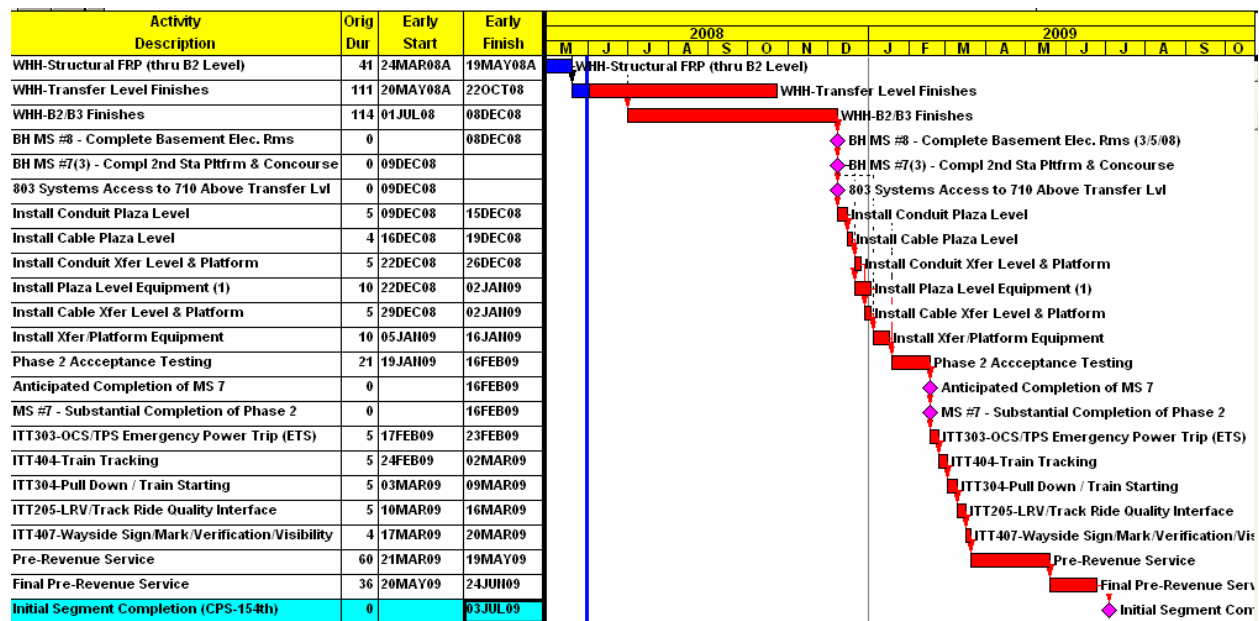 Activity Orig Early Early
Description Dur Start Finish
2008 2009
M J J A S O N D J F M A M J J A S O
WHH-Structural FRP (thru B2 Level) 41 24MAR08A 19MAY08A WHH-Structural FRP (thru B2 Level)
WHH-Transfer Level Finishes 111 20MAY08A 22OCT08 WHH-Transfer Level Finishes
WHH-B2/B3 Finishes 114 01JUL08 08DEC08 WHH-B2/B3 Finishes
BH MS #8 - Complete Basement Elec. Rms 0 08DEC08 BH MS #8 - Complete Basement Elec. Rms (3/5/08)
BH MS #7(3) - Compl 2nd Sta Pltfrm & Concourse 0 09DEC08 BH MS #7(3) - Compl 2nd Sta Pltfrm & Concourse
803 Systems Access to 710 Above Transfer Lvl 0 09DEC08 803 Systems Access to 710 Above Transfer Lvl
Install Conduit Plaza Level 5 09DEC08 15DEC08 Install Conduit Plaza Level
Install Cable Plaza Level 4 16DEC08 19DEC08 Install Cable Plaza Level
Install Conduit Xfer Level & Platform 5 22DEC08 26DEC08 Install Conduit Xfer Level & Platform
Install Plaza Level Equipment (1) 10 22DEC08 02JAN09 Install Plaza Level Equipment (1)
Install Cable Xfer Level & Platform 5 29DEC08 02JAN09 Install Cable Xfer Level & Platform
Install Xfer/Platform Equipment 10 05JAN09 16JAN09 Install Xfer/Platform Equipment
Phase 2 Accceptance Testing 21 19JAN09 16FEB09 Phase 2 Accceptance Testing
Anticipated Completion of MS 7 0 16FEB09 Anticipated Completion of MS 7
MS #7 - Substantial Completion of Phase 2 0 16FEB09 MS #7 - Substantial Completion of Phase 2
ITT303-OCS/TPS Emergency Power Trip (ETS) 5 17FEB09 23FEB09 ITT303-OCS/TPS Emergency Power Trip (ETS)
ITT404-Train Tracking 5 24FEB09 02MAR09 ITT404-Train Tracking
ITT304-Pull Down / Train Starting 5 03MAR09 09MAR09 ITT304-Pull Down / Train Starting
ITT205-LRV/Track Ride Quality Interface 5 10MAR09 16MAR09 ITT205-LRV/Track Ride Quality Interface
ITT407-Wayside Sign/Mark/Verification/Visibility 4 17MAR09 20MAR09 ITT407-Wayside Sign/Mark/Verification/Vis
Pre-Revenue Service 60 21MAR09 19MAY09 Pre-Revenue Service
Final Pre-Revenue Service 36 20MAY09 24JUN09 Final Pre-Revenue Serv
Initial Segment Completion (CPS-154th) 0 03JUL09 Initial Segment Com